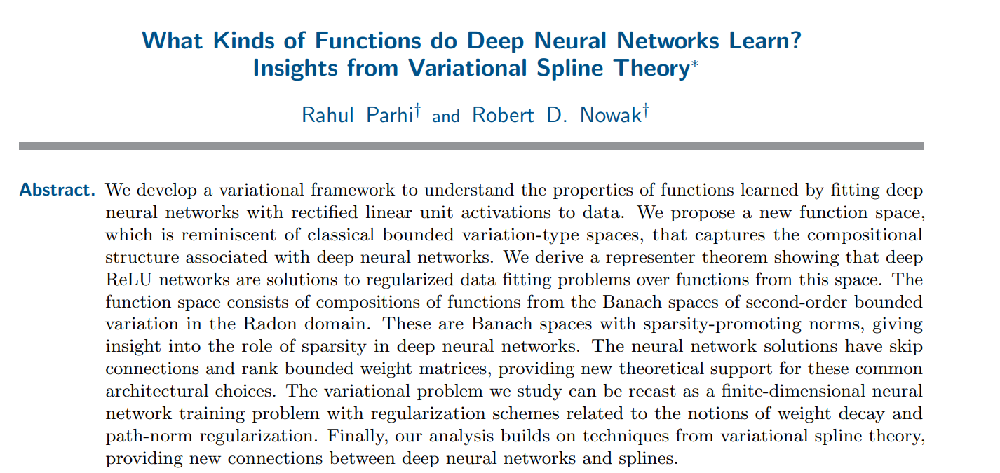 What Kinds of Functions do Deep Neural Networks Learn?
Insights from Variational Spline Theory*
Rahul Parhi† and Robert D. Nowak†
Abstract. We develop a variational framework to understand the properties of functions learned by fitting deep
neural networks with rectified linear unit activations to data. We propose a new function space,
which is reminiscent of classical bounded variation-type spaces, that captures the compositional
structure associated with deep neural networks. We derive a representer theorem showing that deep
ReLU networks are solutions to regularized data fitting problems over functions from this space. The
function space consists of compositions of functions from the Banach spaces of second-order bounded
variation in the Radon domain. These are Banach spaces with sparsity-promoting norms, giving
insight into the role of sparsity in deep neural networks. The neural network solutions have skip
connections and rank bounded weight matrices, providing new theoretical support for these common
architectural choices. The variational problem we study can be recast as a finite-dimensional neural
network training problem with regularization schemes related to the notions of weight decay and
path-norm regularization. Finally, our analysis builds on techniques from variational spline theory,
providing new connections between deep neural networks and splines.